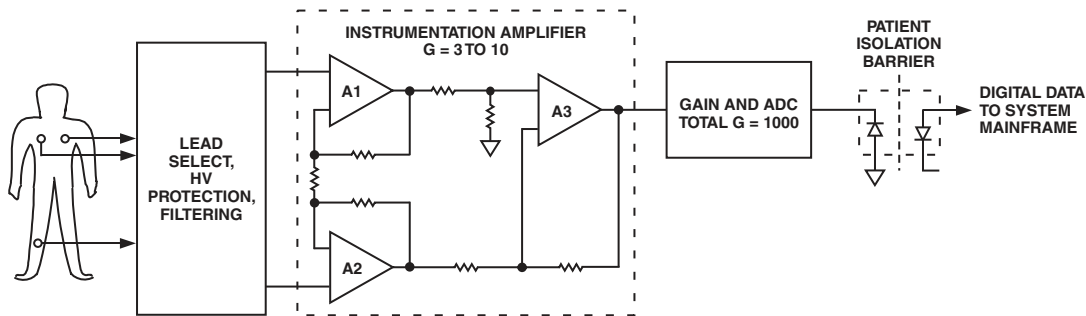 INSTRUMENTATION AMPLIFIER
G = 3 TO 10
A1
A2
A3
LEAD
SELECT,
HV
PROTECTION,
FILTERING
GAIN AND ADC
TOTAL G = 1000
PATIENT
ISOLATION
BARRIER
DIGITAL DATA
TO SYSTEM
MAINFRAME